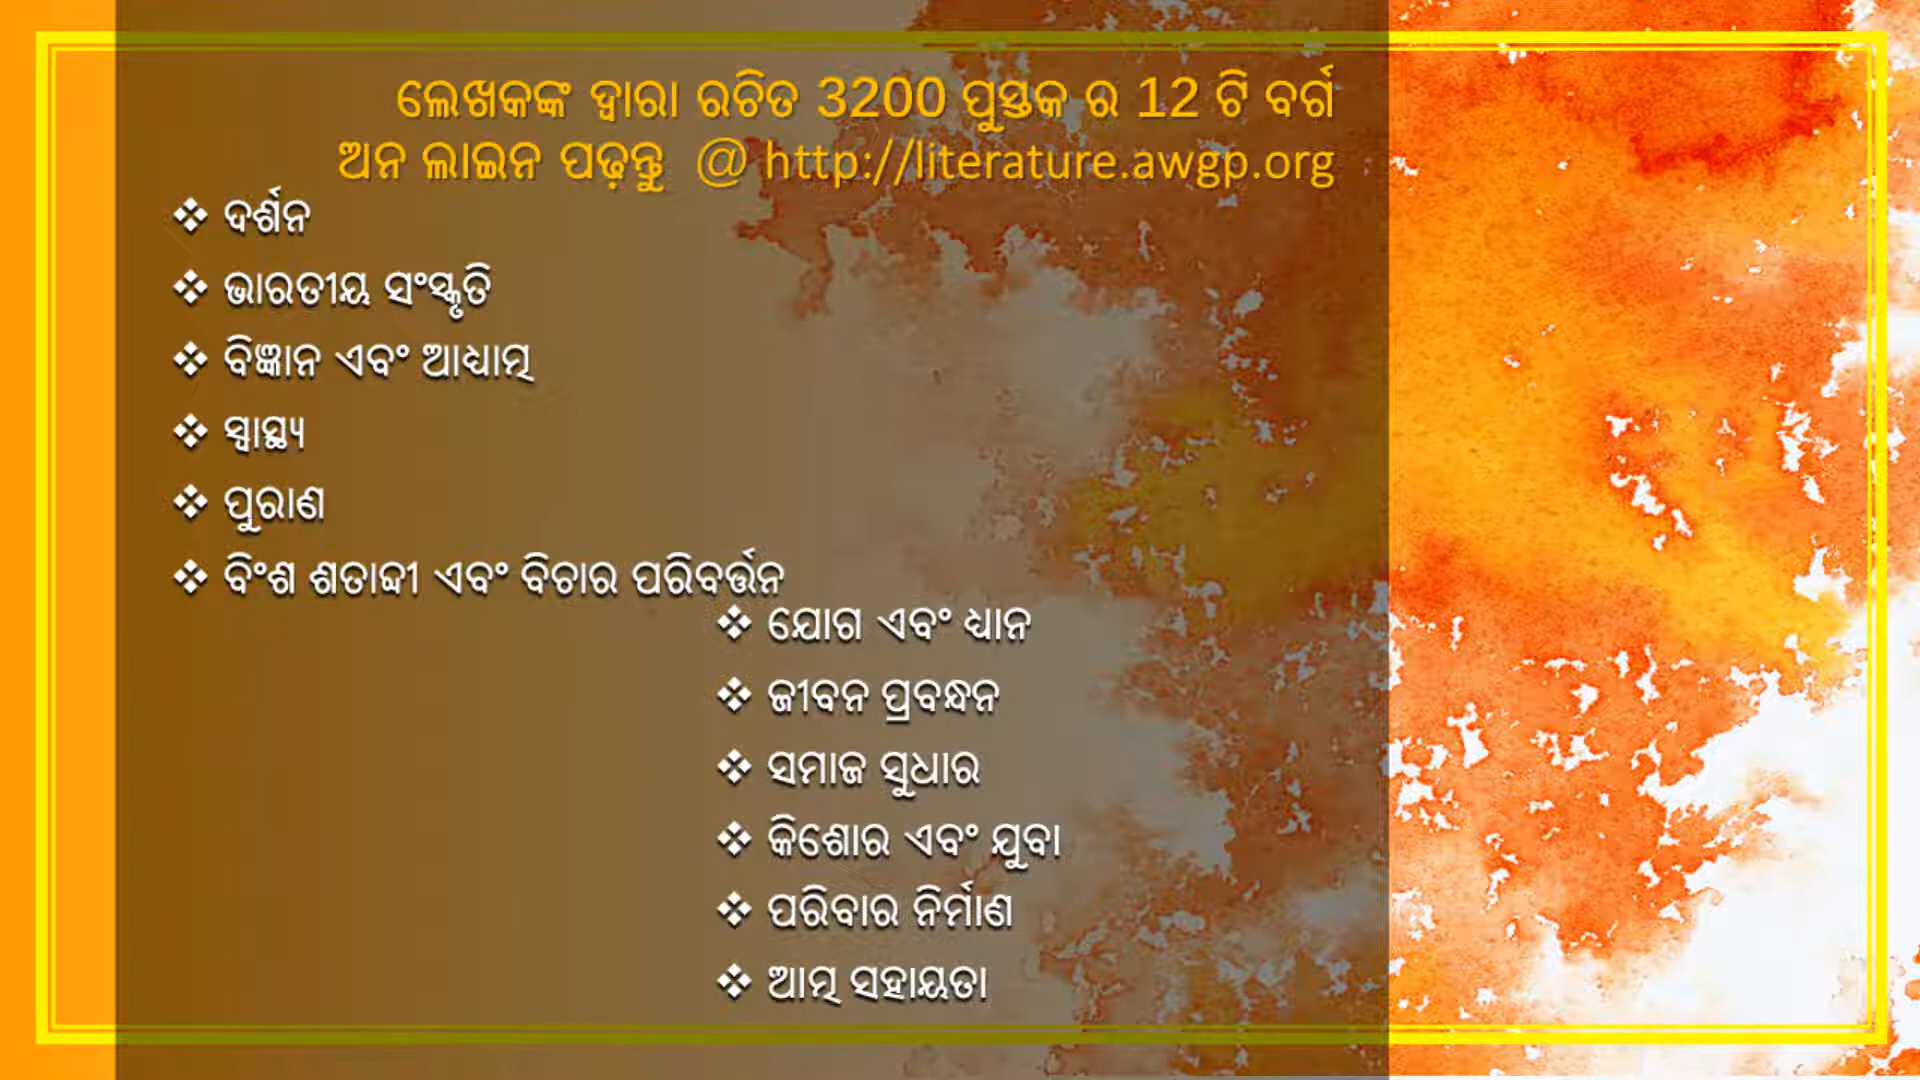 ଲେଖକଙ୍କ ଦ୍ୱାରା ରଚିତ 3200 ପୁସ୍ତକ ର 12 ଟି ବର୍ଗ
ଅନ ଲାଇନ ପଢ଼ନ୍ତୁ @ http://literature.awgp.org
❖ ଦର୍ଶନ
❖ ଭାରତୀୟ ସଂସ୍କୃତି
❖ ବିଜ୍ଞାନ ଏବଂ ଆଧ୍ୟାତ୍ମ
❖ ସ୍ୱାସ୍ଥ୍ୟ
❖ ପୁରାଣ
❖ ବିଂଶ ଶତାବ୍ଦୀ ଏବଂ ବିଚାର ପରିବର୍ତ୍ତନ
❖ ଯୋଗ ଏବଂ ଧ୍ୟାନ
❖ ଜୀବନ ପ୍ରବନ୍ଧନ
❖ ସମାଜ ସୁଧାର
❖ କିଶୋର ଏବଂ ଯୁବା
❖ ପରିବାର ନିର୍ମାଣ
❖ ଆତ୍ମ ସହାୟତା